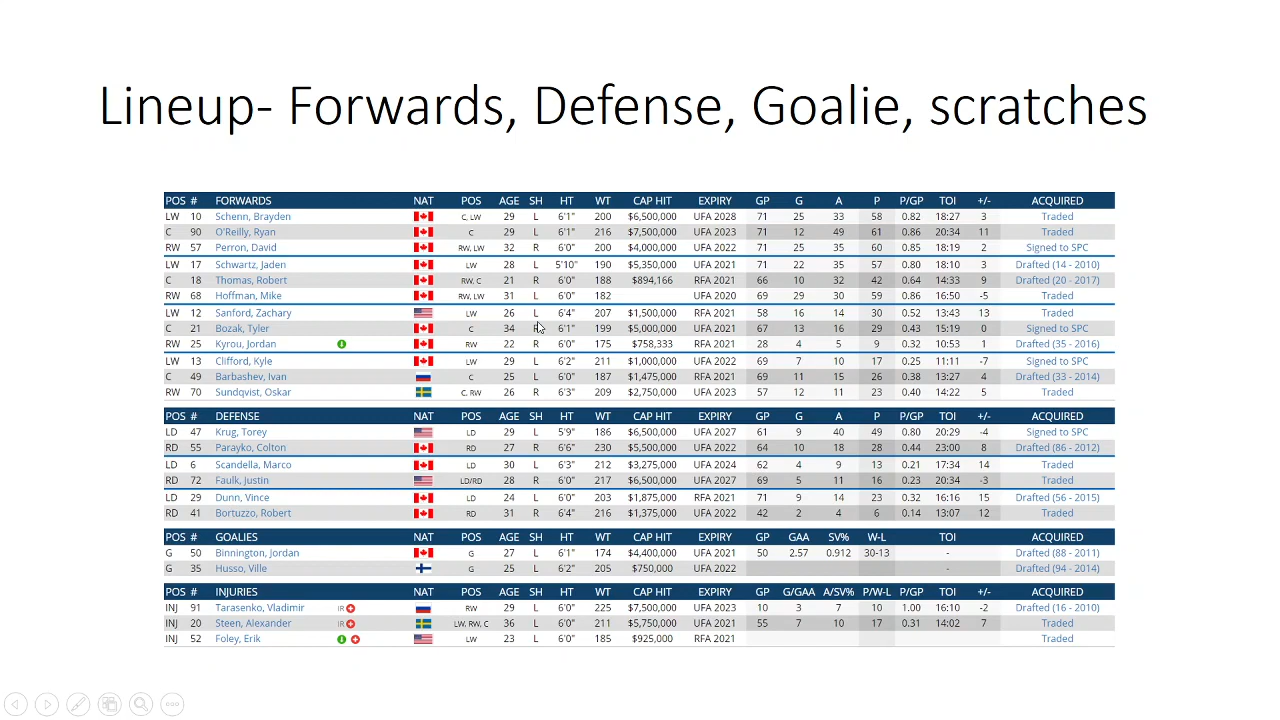 Lineup- Forwards, Defense, Goalie, scratches
POS # FORWARDS NAT POS AGE SH HT WT CAP HIT EXPIRY GP G A P P/GP TOI +/- ACQUIRED
LW 10 Schenn, Brayden C, LW 29 L 6'1" 200 $6,500,000 UFA 2028 71 25 33 58 0.82 18:27 3 Traded
C 90 O'Reilly, Ryan C 29 L 6'1" 216 $7,500,000 UFA 2023 71 12 49 61 0.86 20:34 11 Traded
RW 57 Perron, David RW, LW 32 R 6'0" 200 $4,000,000 UFA 2022 71 25 35 60 0.85 18:19 2 Signed to SPC
LW 17 Schwartz, Jaden LW 28 L 5'10" 190 $5,350,000 UFA 2021 71 22 35 57 0.80 18:10 3 Drafted (14 - 2010)
C 18 Thomas, Robert RW, C 21 R 6'0" 188 $894,166 RFA 2021 66 10 32 42 0.64 14:33 9 Drafted (20 - 2017)
RW 68 Hoffman, Mike RW, LW 31 L 6'0" 182 UFA 2020 69 29 30 59 0.86 16:50 -5 Traded
LW 12 Sanford, Zachary LW 26 L 6'4" 207 $1,500,000 RFA 2021 58 16 14 30 0.52 13:43 13 Traded
C 21 Bozak, Tyler C 34 6'1" 199 $5,000,000 UFA 2021 67 13 16 29 0.43 15:19 0 Signed to SPC
RW 25 Kyrou, Jordan RW 22 R 6'0" 175 $758,333 RFA 2021 28 4 5 9 0.32 10:53 1 Drafted (35 - 2016)
LW 13 Clifford, Kyle LW 29 L 6'2" 211 $1,000,000 UFA 2022 69 7 10 17 0.25 11:11 -7 Signed to SPC
C 49 Barbashev, Ivan C 25 L 6'0" 187 $1,475,000 RFA 2021 69 11 15 26 0.38 13:27 4 Drafted (33 - 2014)
RW 70 Sundqvist, Oskar C, RW 26 R 6'3" 209 $2,750,000 UFA 2023 57 12 11 23 0.40 14:22 5 Traded
POS # DEFENSE NAT POS AGE SH HT WT CAP HIT EXPIRY GP G A P P/GP TOI +/- ACQUIRED
LD 47 Krug, Torey LD 29 L 5'9" 186 $6,500,000 UFA 2027 61 9 40 49 0.80 20:29 -4 Signed to SPC
RD 55 Parayko, Colton RD 27 R 6'6" 230 $5,500,000 UFA 2022 64 10 18 28 0.44 23:00 8 Drafted (86 - 2012)
LD 6 Scandella, Marco LD 30 L 6'3" 212 $3,275,000 UFA 2024 62 4 9 13 0.21 17:34 14 Traded
RD 72 Faulk, Justin LD/RD 28 R 6'0" 217 $6,500,000 UFA 2027 69 5 11 16 0.23 20:34 -3 Traded
LD 29 Dunn, Vince LD 24 L 6'0" 203 $1,875,000 RFA 2021 71 9 14 23 0.32 16:16 15 Drafted (56 - 2015)
RD 41 Bortuzzo, Robert RD 31 R 6'4" 216 $1,375,000 UFA 2022 42 2 4 6 0.14 13:07 12 Traded
POS # GOALIES NAT POS AGE SH HT WT CAP HIT EXPIRY GP GAA SV% W-L TOI ACQUIRED
G 50 Binnington, Jordan G 27 L 6'1" 174 $4,400,000 UFA 2021 50 2.57 0.912 30-13 - Drafted (88 - 2011)
G 35 Husso, Ville G 25 L 6'2" 205 $750,000 UFA 2022 - Drafted (94 - 2014)
POS # INJURIES NAT POS AGE SH HT WT CAP HIT EXPIRY GP G/GAA A/SV% P/W-L P/GP TOI +/- ACQUIRED
INJ 91 Tarasenko, Vladimir IR RW 29 L 6'0" 225 $7,500,000 UFA 2023 10 3 7 10 1.00 16:10 -2 Drafted (16 - 2010)
INJ 20 Steen, Alexander IR LW, RW, C 36 L 6'0" 211 $5,750,000 UFA 2021 55 7 10 17 0.31 14:02 7 Traded
INJ 52 Foley, Erik LW 23 L 6'0" 185 $925,000 RFA 2021 Traded